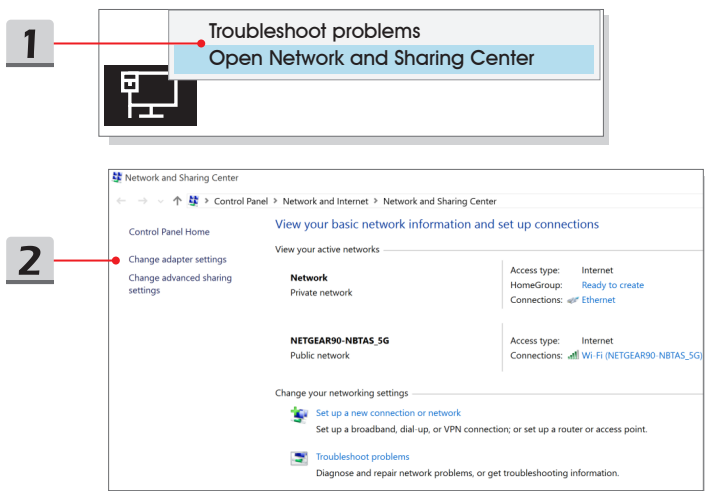 1
Troubleshoot problems
Open Network and Sharing Center
Network and Sharing Center
Control Panel > Network and Internet > Network and Sharing Center
2
Control Panel Home
Change adapter settings
Change advanced sharing
settings
View your basic network information and set up connections
View your active networks
Network
Private network
Access type: Internet
HomeGroup: Ready to create
Connections: Ethernet
NETGEAR90-NBTAS_5G
Public network
Access type: Internet
Connections: Wi-Fi (NETGEAR90-NBTAS_5G)
Change your networking settings
Set up a new connection or network
Set up a broadband, dial-up, or VPN connection; or set up a router or access point.
Troubleshoot problems
Diagnose and repair network problems, or get troubleshooting information.